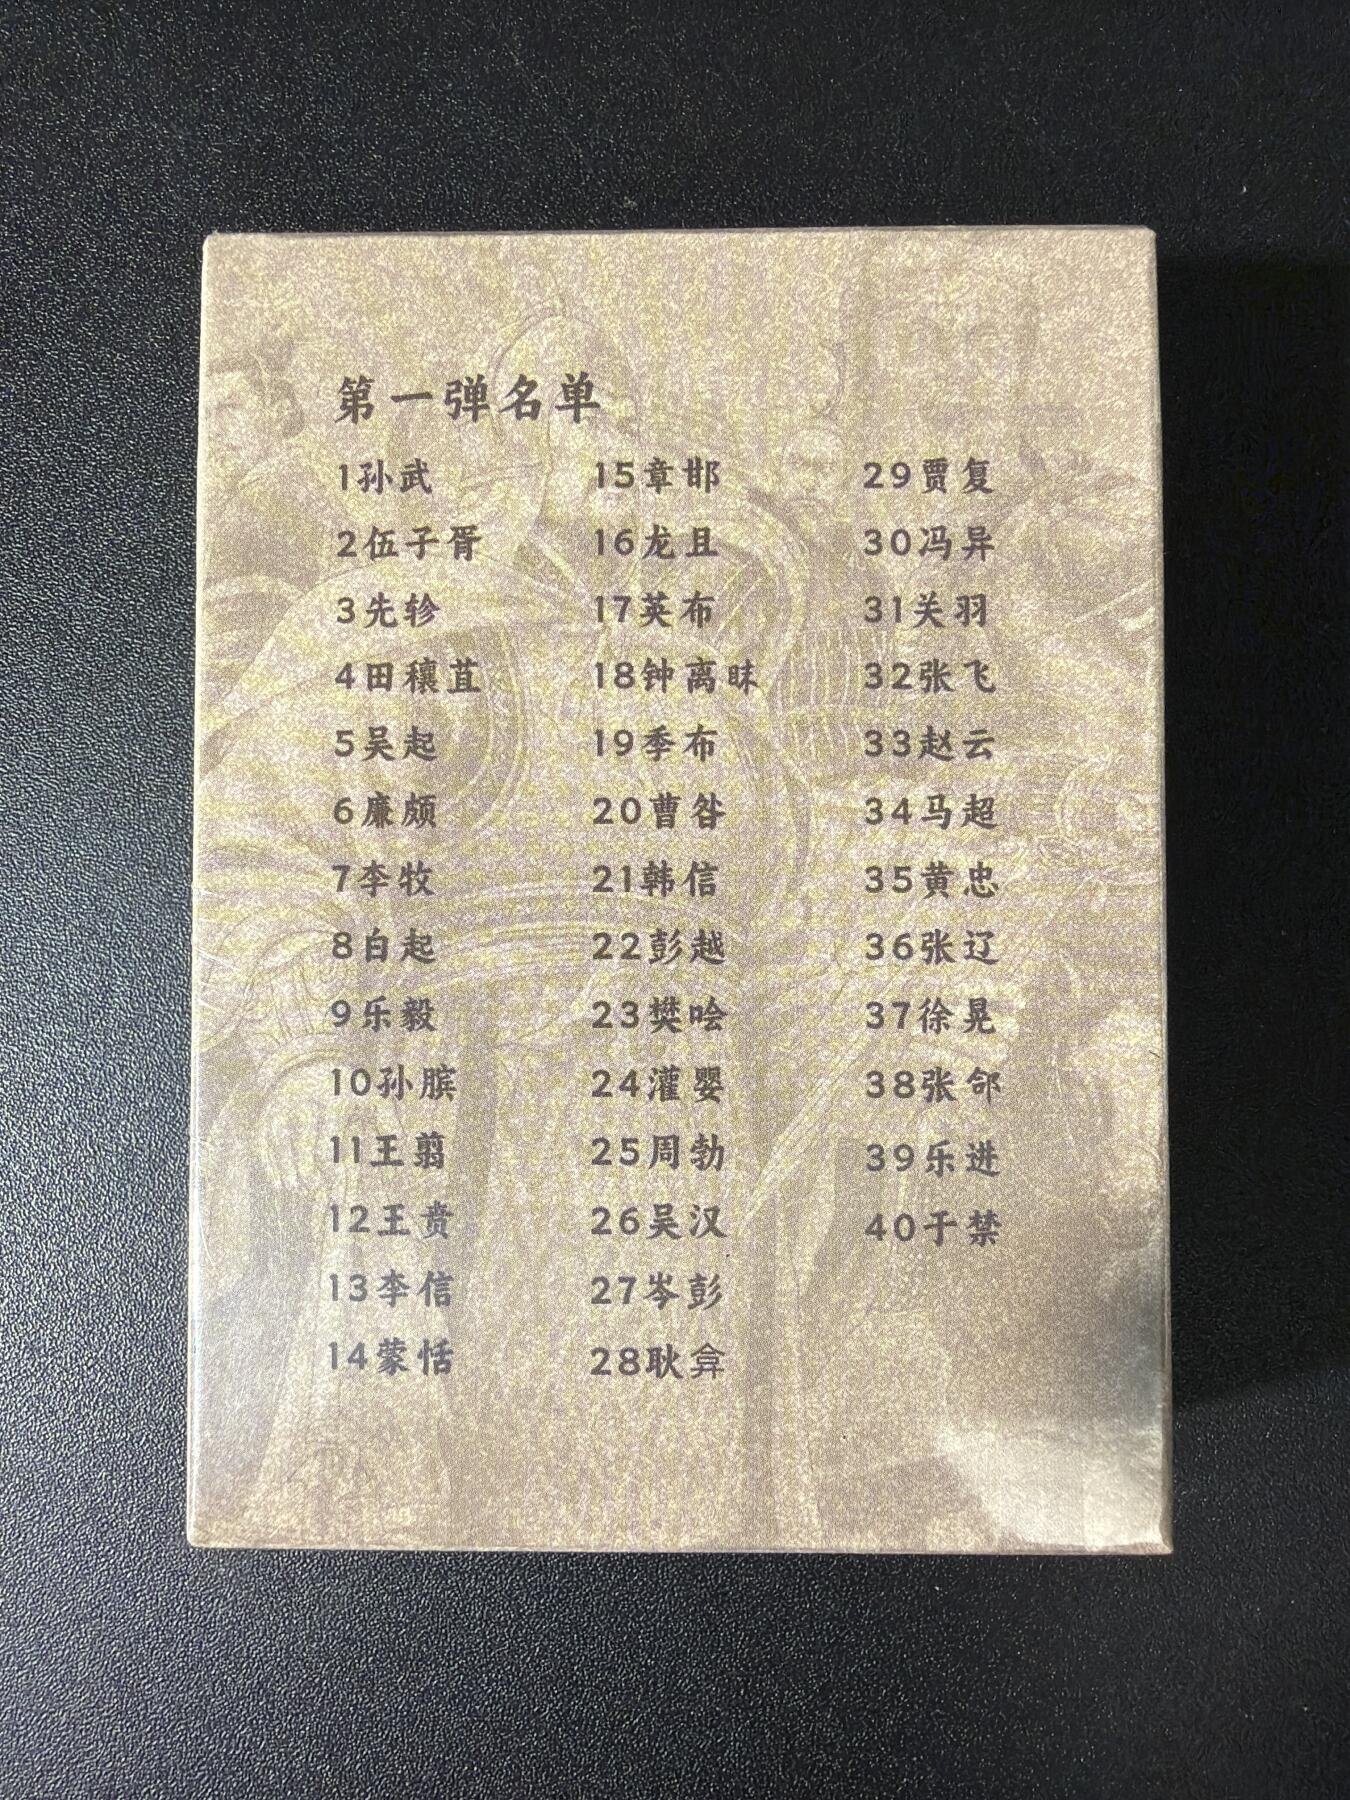 第一弹名单
1孙武
2伍子胥
3先轸
4田穰苴
5吴起
6廉颇
7李牧
8白起
9乐毅
10孙膑
11王翦
12王贲
13李信
14蒙恬
15章邯
16龙且
17英布
18钟离昧
19季布
20曹咎
21韩信
22彭越
23樊哙
24灌婴
25周勃
26吴汉
27岑彭
28耿弇
29贾复
30冯异
31关羽
32张飞
33赵云
34马超
35黄忠
36张辽
37徐晃
38张郃
39乐进
40于禁